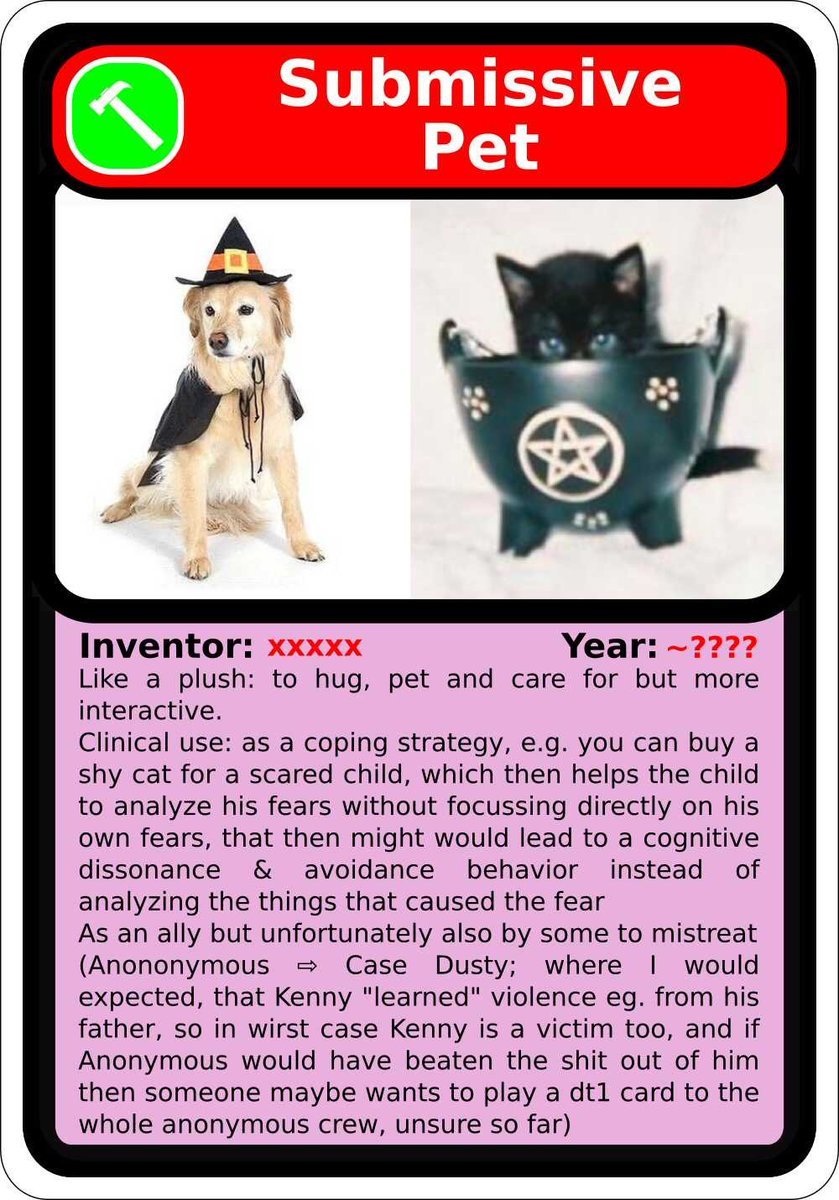 Submissive
Pet
Inventor: xxxxx Year: ~????
Like a plush: to hug, pet and care for but more
interactive.
Clinical use: as a coping strategy, e.g. you can buy a
shy cat for a scared child, which then helps the child
to analyze his fears without focussing directly on his
own fears, that then might would lead to a cognitive
dissonance & avoidance behavior instead of
analyzing the things that caused the fear
As an ally but unfortunately also by some to mistreat
(Anononymous ⇨ Case Dusty; where I would
expected, that Kenny "learned" violence eg. from his
father, so in wirst case Kenny is a victim too, and if
Anonymous would have beaten the shit out of him
then someone maybe wants to play a dt1 card to the
whole anonymous crew, unsure so far)